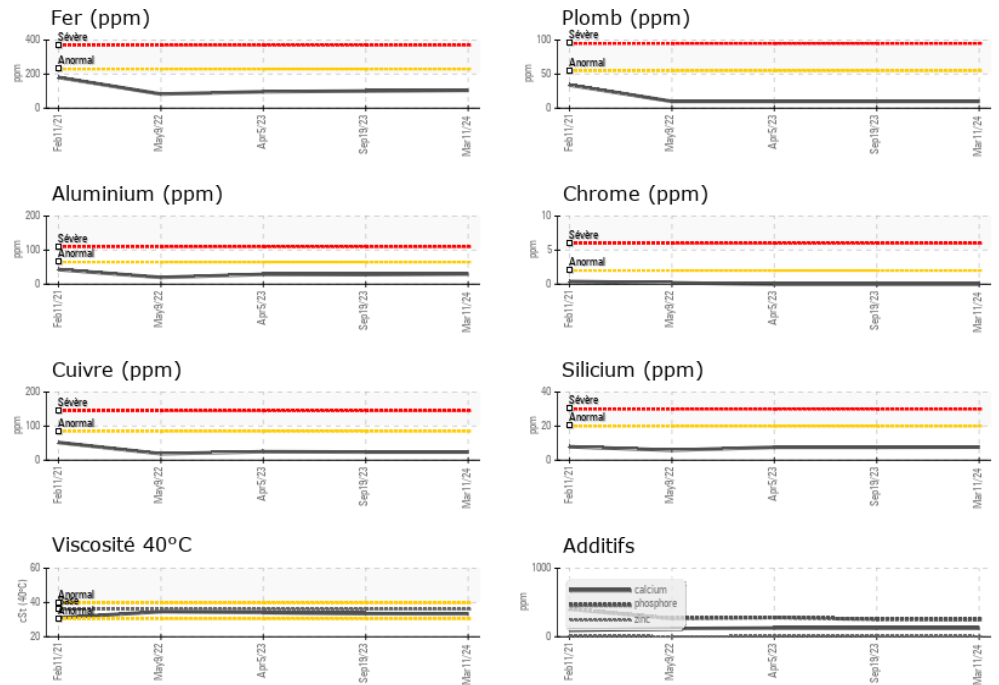 Fer (ppm)
400
200
0
ppm
Sévère
Anormal
Feb11/21
May9/22
Apr5/23
Sep19/23
Mar11/24
Plomb (ppm)
100
50
0
ppm
Sévère
Anormal
Feb11/21
May9/22
Apr5/23
Sep19/23
Mar11/24
Aluminium (ppm)
200
100
0
ppm
Sévère
Anormal
Feb11/21
May9/22
Apr5/23
Sep19/23
Mar11/24
Chrome (ppm)
10
5
0
ppm
Sévère
Anormal
Feb11/21
May9/22
Apr5/23
Sep19/23
Mar11/24
Cuivre (ppm)
200
100
0
ppm
Sévère
Anormal
Feb11/21
May9/22
Apr5/23
Sep19/23
Mar11/24
Silicium (ppm)
40
20
0
ppm
Sévère
Anormal
Feb11/21
May9/22
Apr5/23
Sep19/23
Mar11/24
Viscosité 40°C
60
40
20
cSt (40°C)
Anormal
Base
Anormal
Feb11/21
May9/22
Apr5/23
Sep19/23
Mar11/24
Additifs
1000
0
ppm
calcium
phosphore
zinc
Feb11/21
May9/22
Apr5/23
Sep19/23
Mar11/24